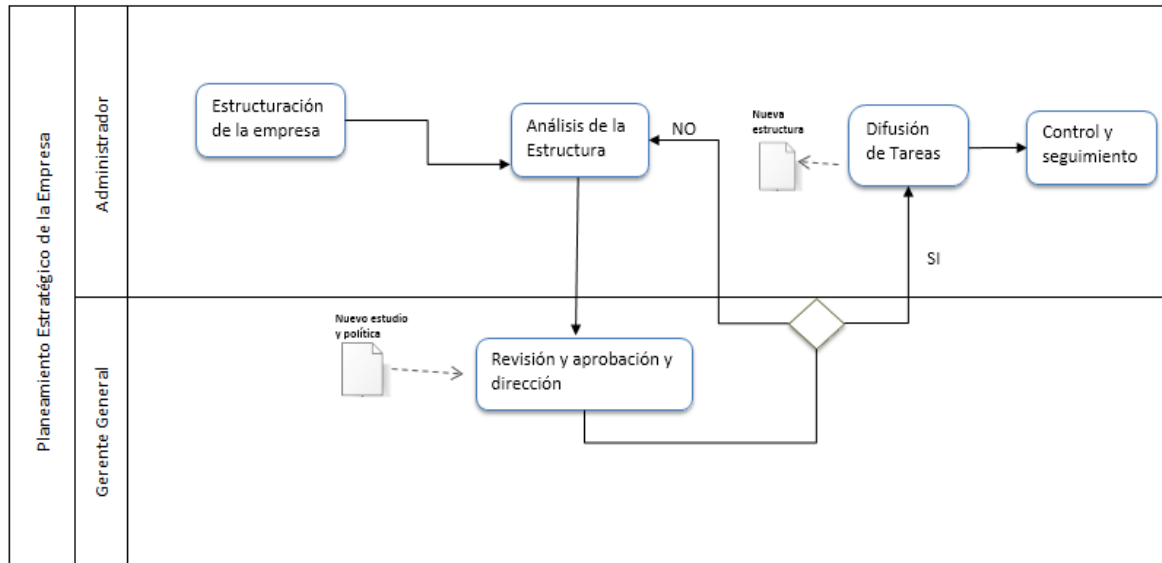 Planeamiento Estratégico de la Empresa
Administrador
Estructuración
de la empresa
Análisis de la
Estructura
NO
Nueva
estructura
Difusión
de Tareas
Control y
seguimiento
SI
Gerente General
Nuevo estudio
y política
Revisión y aprobación y
dirección